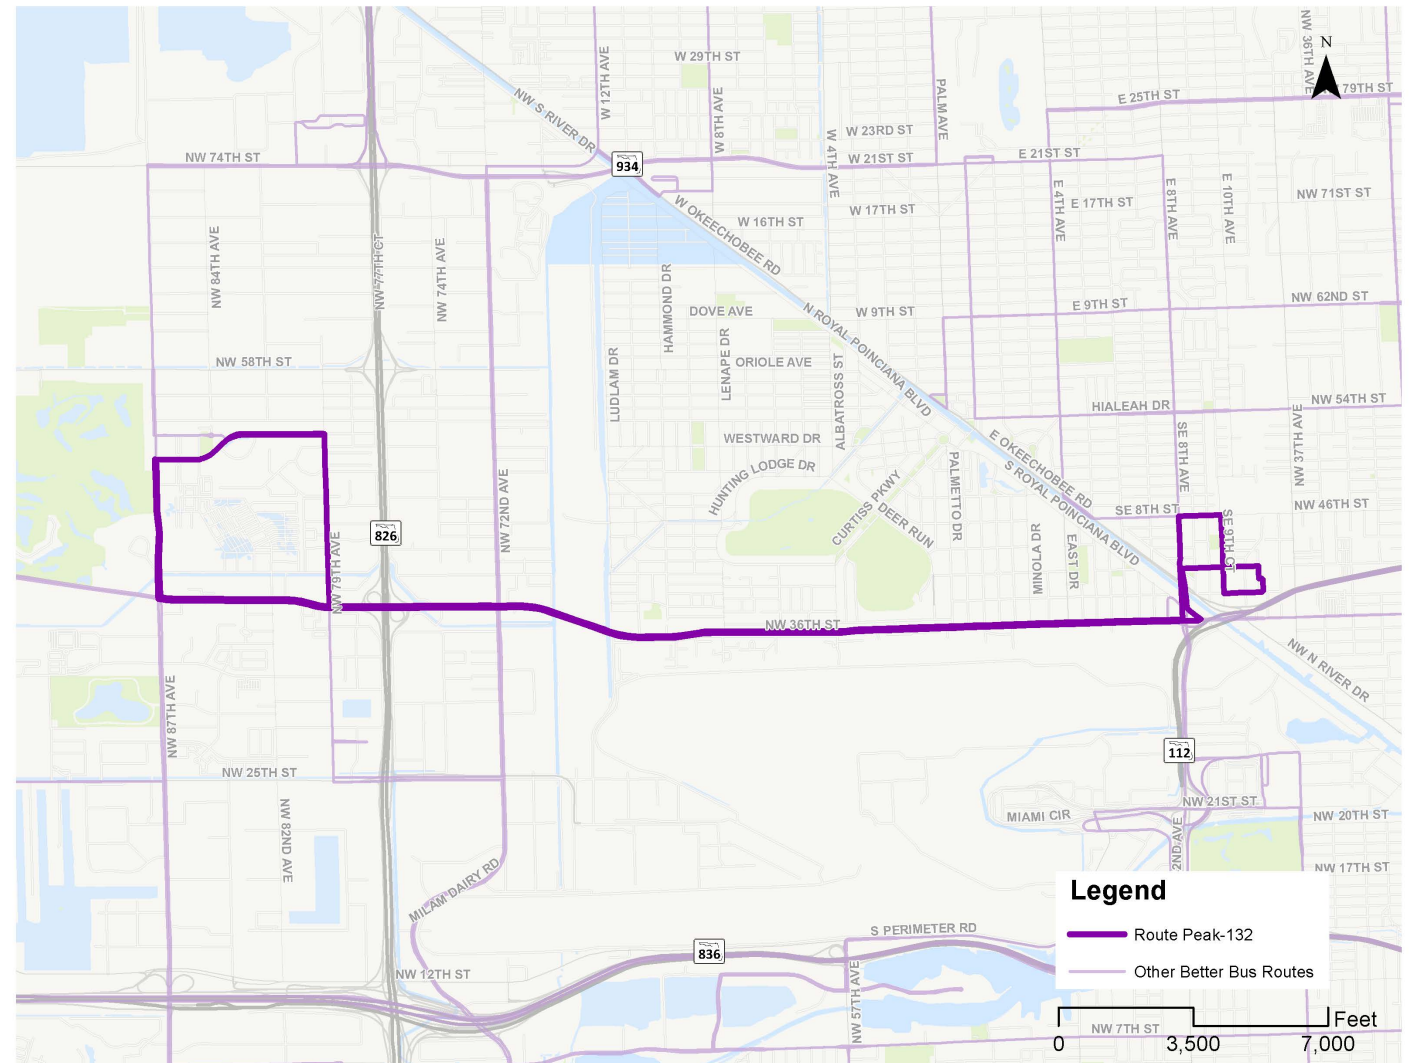 NW 36TH AVE
N
W 29TH ST
W 12TH AVE
NW S RIVER DR
W 8TH AVE
PALM AVE
E 25TH ST
79TH ST
W 23RD ST
W 4TH AVE
W 21ST ST
E 21ST ST
NW 74TH ST
934
E 4TH AVE
E 17TH ST
E 8TH AVE
E 10TH AVE
NW 71ST ST
W OKEECHOBEE RD
W 16TH ST
W 17TH ST
NW 84TH AVE
NW 77TH CT
NW 74TH AVE
HAMMOND DR
DOVE AVE
N ROYAL POINCIANA BLVD
W 9TH ST
E 9TH ST
NW 62ND ST
NW 58TH ST
LUDLAM DR
LENAPE DR
ORIOLE AVE
ALBATROSS ST
HIALEAH DR
NW 54TH ST
WESTWARD DR
HUNTING LODGE DR
E OKEECHOBEE RD
S ROYAL POINCIANA BLVD
SE 8TH AVE
NW 37TH AVE
NW 72ND AVE
CURTISS PKWY
DEER RUN
PALMETTO DR
MINOLA DR
EAST DR
SE 8TH ST
SE 9TH CT
NW 46TH ST
826
NW 79TH AVE
NW 36TH ST
NW N RIVER DR
NW 87TH AVE
112
NW 25TH ST
NW 82ND AVE
MIAMI CIR
NW 21ST ST
NW 20TH ST
2ND AVE
NW 17TH ST
MILAM DAIRY RD
S PERIMETER RD
836
NW 12TH ST
NW 57TH AVE
NW 7TH ST
Legend
Route Peak-132
Other Better Bus Routes
Feet
0 3,500 7,000